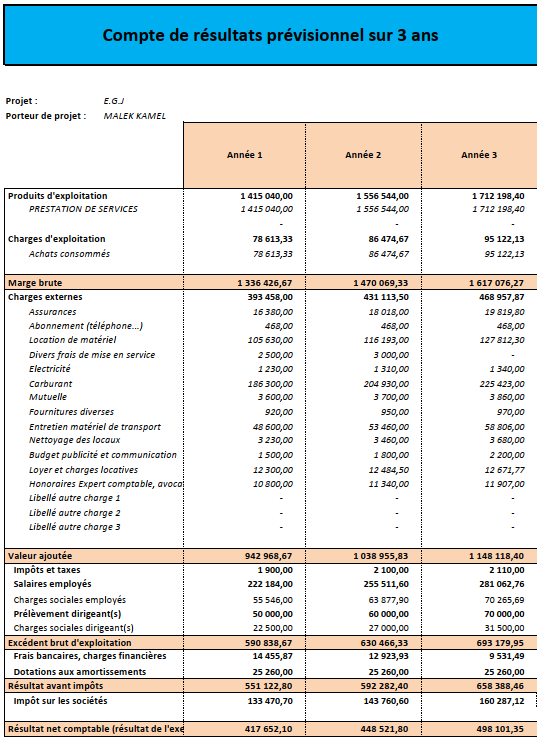 Compte de résultats prévisionnel sur 3 ans
Projet : E.G.J
Porteur de projet : MALEK KAMEL
Année 1 Année 2 Année 3
Produits d'exploitation 1 415 040,00 1 556 544,00 1 712 198,40
PRESTATION DE SERVICES 1 415 040,00 1 556 544,00 1 712 198,40
- - -
Charges d'exploitation 78 613,33 86 474,67 95 122,13
Achats consommés 78 613,33 86 474,67 95 122,13
Marge brute 1 336 426,67 1 470 069,33 1 617 076,27
Charges externes 393 458,00 431 113,50 468 957,87
Assurances 16 380,00 18 018,00 19 819,80
Abonnement (téléphone...) 468,00 468,00 468,00
Location de matériel 105 630,00 116 193,00 127 812,30
Divers frais de mise en service 2 500,00 3 000,00 -
Electricité 1 230,00 1 310,00 1 340,00
Carburant 186 300,00 204 930,00 225 423,00
Mutuelle 3 600,00 3 700,00 3 860,00
Fournitures diverses 920,00 950,00 970,00
Entretien matériel de transport 48 600,00 53 460,00 58 806,00
Nettoyage des locaux 3 230,00 3 460,00 3 680,00
Budget publicité et communication 1 500,00 1 800,00 2 200,00
Loyer et charges locatives 12 300,00 12 484,50 12 671,77
Honoraires Expert comptable, avoca 10 800,00 11 340,00 11 907,00
Libellé autre charge 1 - - -
Libellé autre charge 2 - - -
Libellé autre charge 3 - - -
Valeur ajoutée 942 968,67 1 038 955,83 1 148 118,40
Impôts et taxes 1 900,00 2 100,00 2 110,00
Salaires employés 222 184,00 255 511,60 281 062,76
Charges sociales employés 55 546,00 63 877,90 70 265,69
Prélèvement dirigeant(s) 50 000,00 60 000,00 70 000,00
Charges sociales dirigeant(s) 22 500,00 27 000,00 31 500,00
Excédent brut d'exploitation 590 838,67 630 466,33 693 179,95
Frais bancaires, charges financières 14 455,87 12 923,93 9 531,49
Dotations aux amortissements 25 260,00 25 260,00 25 260,00
Résultat avant impôts 551 122,80 592 282,40 658 388,46
Impôt sur les sociétés 133 470,70 143 760,60 160 287,12
Résultat net comptable (résultat de l'exe 417 652,10 448 521,80 498 101,35